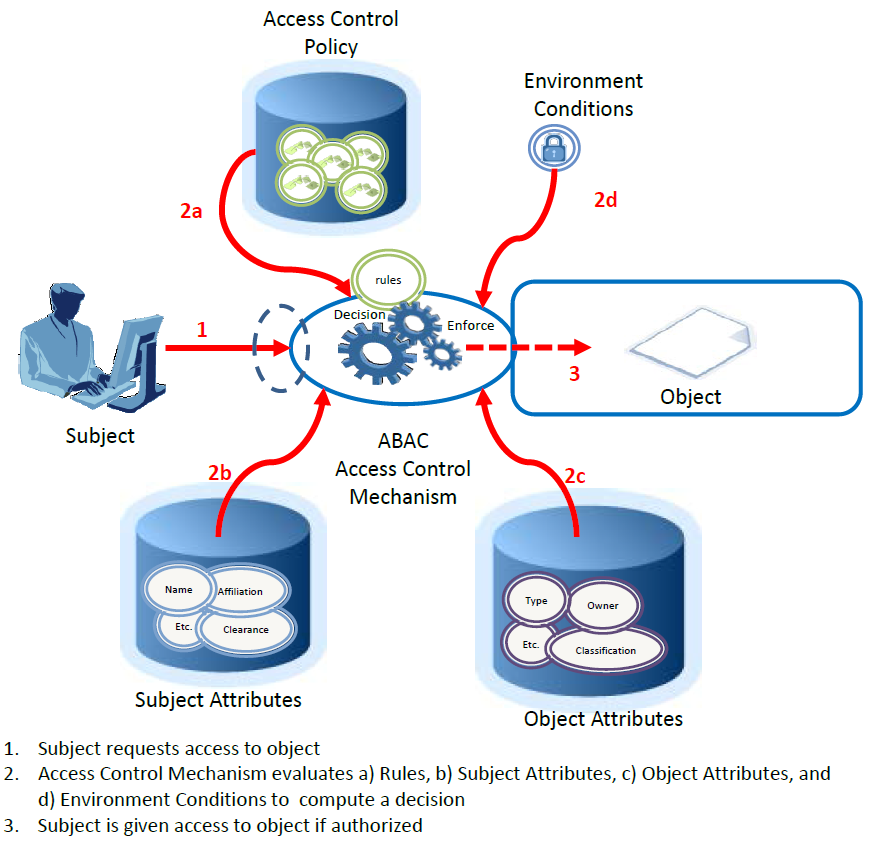 Access Control
Policy
Environment
Conditions
2a
2d
rules
Decision
Enforce
1
3
Subject
Object
ABAC
Access Control
Mechanism
2b
2c
Name
Affiliation
Etc.
Clearance
Type
Owner
Etc.
Classification
Subject Attributes
Object Attributes
1. Subject requests access to object
2. Access Control Mechanism evaluates a) Rules, b) Subject Attributes, c) Object Attributes, and
d) Environment Conditions to compute a decision
3. Subject is given access to object if authorized